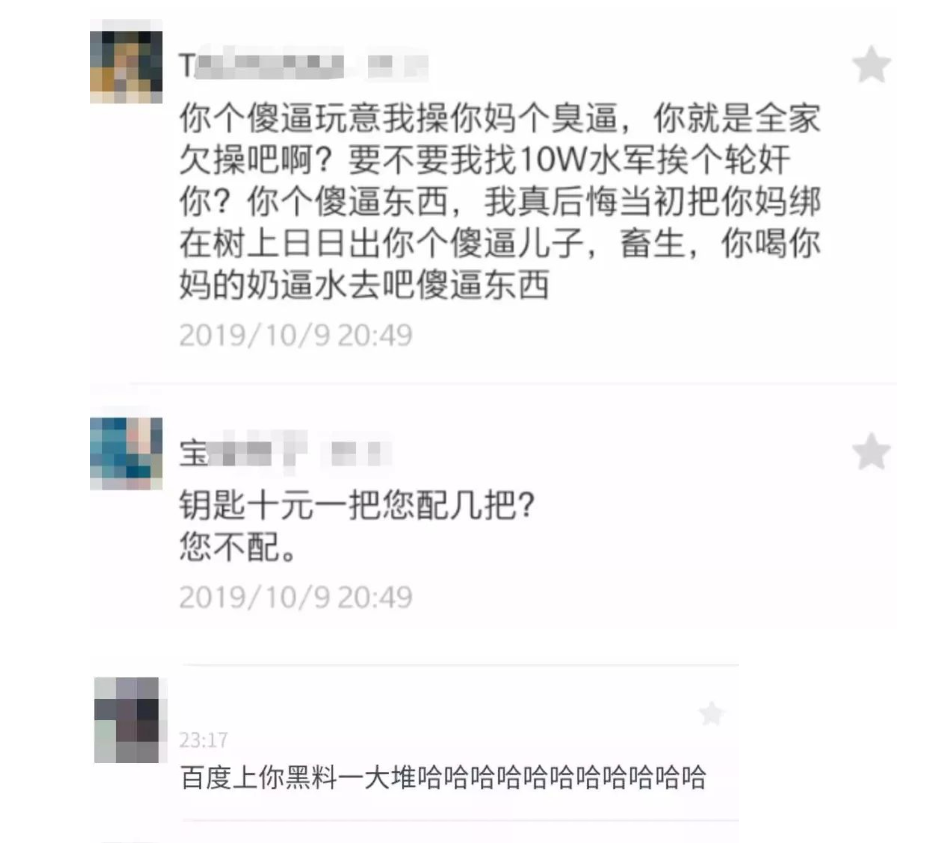 T
你个傻逼玩意我操你妈个臭逼，你就是全家
欠操吧啊？要不要我找10W水军挨个轮奸
你？你个傻逼东西，我真后悔当初把你妈绑
在树上日日出你个傻逼儿子，畜生，你喝你
妈的奶逼水去吧傻逼东西
2019/10/9 20:49
宝
钥匙十元一把您配几把？
您不配。
2019/10/9 20:49
23:17
百度上你黑料一大堆哈哈哈哈哈哈哈哈哈哈哈